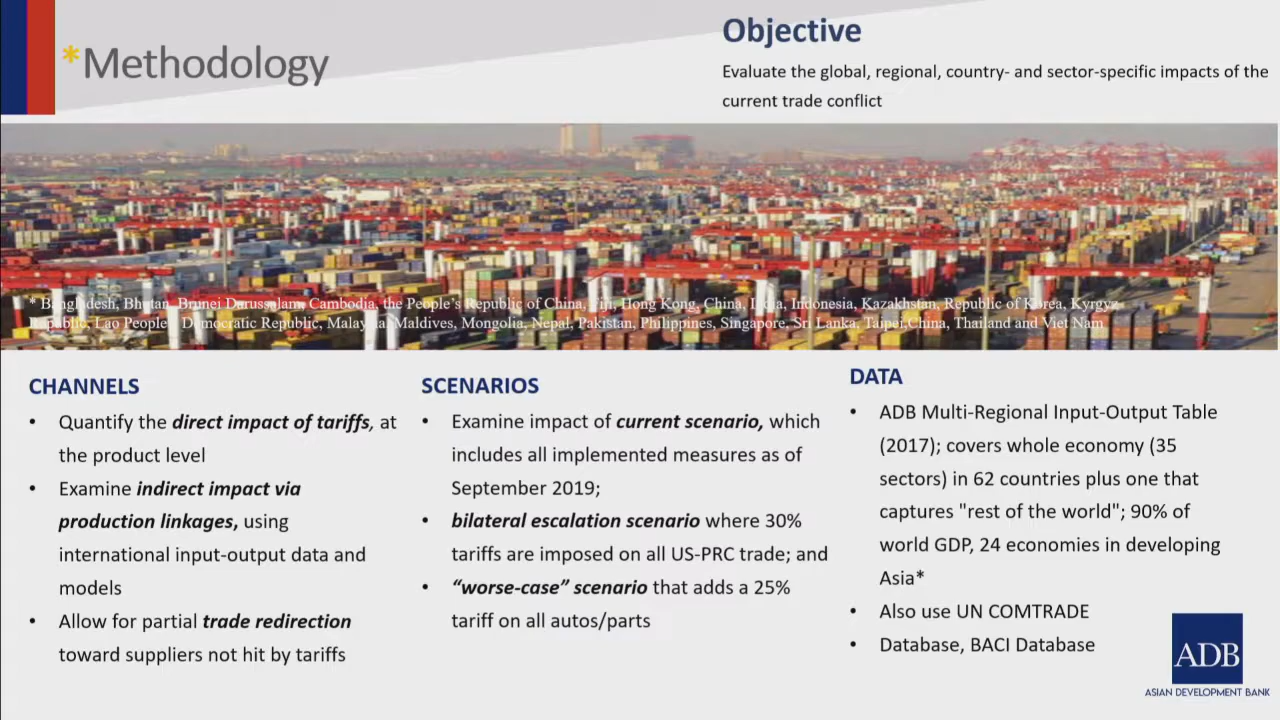 *Methodology
Objective
Evaluate the global, regional, country- and sector-specific impacts of the
current trade conflict
* Bangladesh, Bhutan, Brunei Darussalam, Cambodia, the People's Republic of China, Fiji, Hong Kong, China, India, Indonesia, Kazakhstan, Republic of Korea, Kyrgyz
Republic, Lao People's Democratic Republic, Malaysia, Maldives, Mongolia, Nepal, Pakistan, Philippines, Singapore, Sri Lanka, Taipei,China, Thailand and Viet Nam
CHANNELS
• Quantify the direct impact of tariffs, at
the product level
• Examine indirect impact via
production linkages, using
international input-output data and
models
• Allow for partial trade redirection
toward suppliers not hit by tariffs
SCENARIOS
• Examine impact of current scenario, which
includes all implemented measures as of
September 2019;
• bilateral escalation scenario where 30%
tariffs are imposed on all US-PRC trade; and
• “worse-case” scenario that adds a 25%
tariff on all autos/parts
DATA
• ADB Multi-Regional Input-Output Table
(2017); covers whole economy (35
sectors) in 62 countries plus one that
captures "rest of the world"; 90% of
world GDP, 24 economies in developing
Asia*
• Also use UN COMTRADE
• Database, BACI Database
ADB
ASIAN DEVELOPMENT BANK